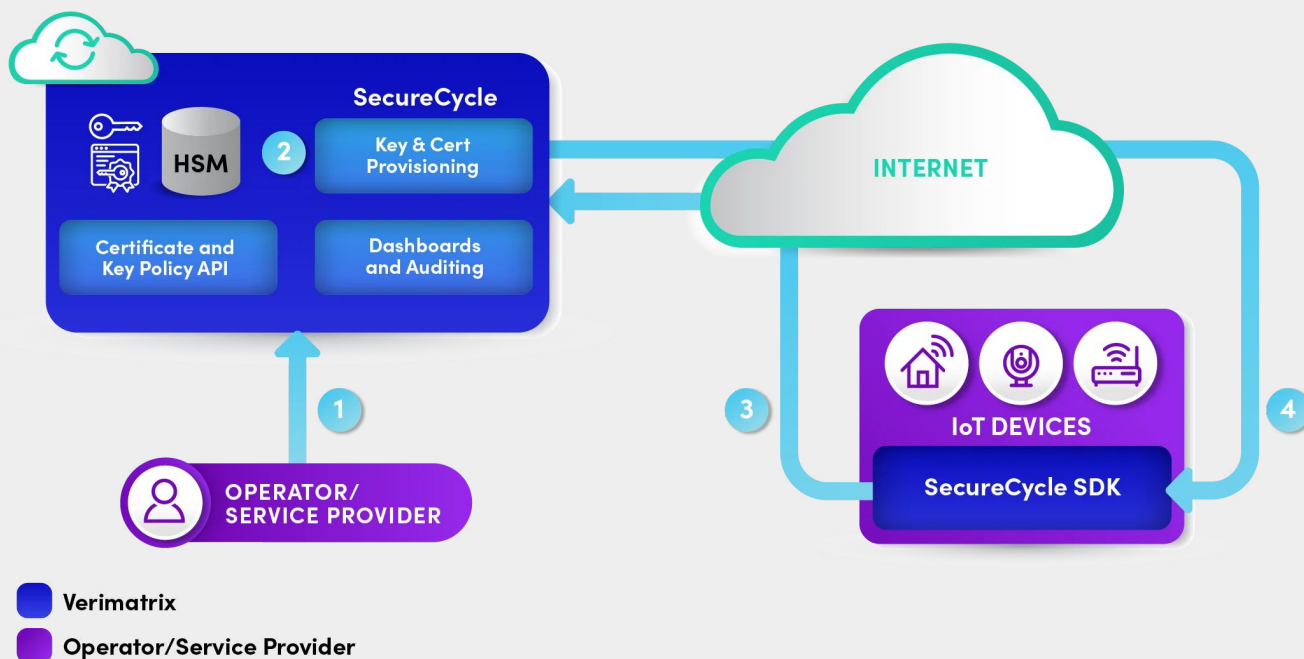 SecureCycle
HSM
2
Key & Cert
Provisioning
Certificate and
Key Policy API
Dashboards
and Auditing
INTERNET
1
3
4
IoT DEVICES
SecureCycle SDK
OPERATOR/
SERVICE PROVIDER
Verimatrix
Operator/Service Provider